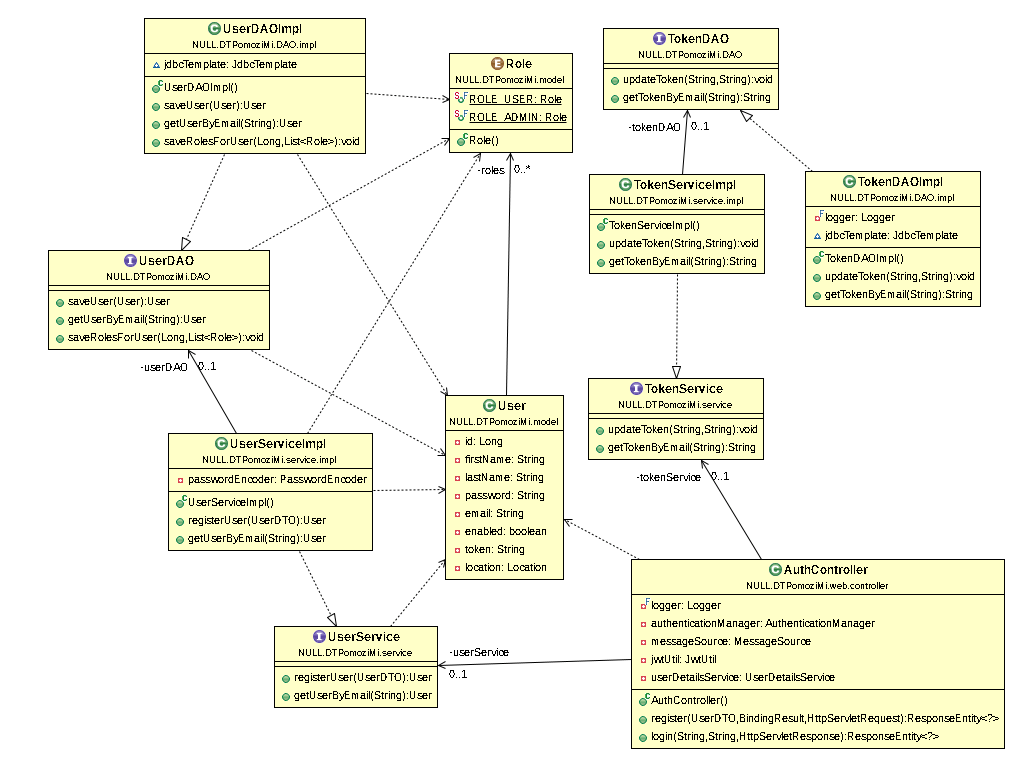 UserDAOImpl
NULL.DTPomoziMi.DAO.impl
jdbcTemplate: JdbcTemplate
UserDAOImpl()
saveUser(User):User
getUserByEmail(String):User
saveRolesForUser(Long,List<Role>):void
Role
NULL.DTPomoziMi.model
ROLE_USER: Role
ROLE_ADMIN: Role
Role()
TokenDAO
NULL.DTPomoziMi.DAO
updateToken(String,String):void
getTokenByEmail(String):String
-tokenDAO
0..1
TokenServiceImpl
NULL.DTPomoziMi.service.impl
TokenServiceImpl()
updateToken(String,String):void
getTokenByEmail(String):String
TokenDAOImpl
NULL.DTPomoziMi.DAO.impl
logger: Logger
jdbcTemplate: JdbcTemplate
TokenDAOImpl()
updateToken(String,String):void
getTokenByEmail(String):String
-roles
0..*
UserDAO
NULL.DTPomoziMi.DAO
saveUser(User):User
getUserByEmail(String):User
saveRolesForUser(Long,List<Role>):void
-userDAO
0..1
UserServiceImpl
NULL.DTPomoziMi.service.impl
passwordEncoder: PasswordEncoder
UserServiceImpl()
registerUser(UserDTO):User
getUserByEmail(String):User
User
NULL.DTPomoziMi.model
id: Long
firstName: String
lastName: String
password: String
email: String
enabled: boolean
token: String
location: Location
TokenService
NULL.DTPomoziMi.service
updateToken(String,String):void
getTokenByEmail(String):String
-tokenService
0..1
UserService
NULL.DTPomoziMi.service
registerUser(UserDTO):User
getUserByEmail(String):User
-userService
0..1
AuthController
NULL.DTPomoziMi.web.controller
logger: Logger
authenticationManager: AuthenticationManager
messageSource: MessageSource
jwtUtil: JwtUtil
userDetailsService: UserDetailsService
AuthController()
register(UserDTO,BindingResult,HttpServletRequest):ResponseEntity<?>
login(String,String,HttpServletResponse):ResponseEntity<?>